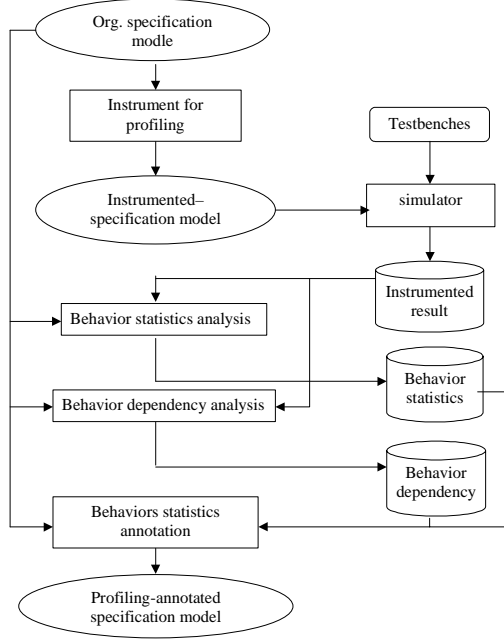 Org. specification
modle
Instrument for
profiling
Testbenches
Instrumented–
specification model
simulator
Instrumented
result
Behavior statistics analysis
Behavior
statistics
Behavior dependency analysis
Behavior
dependency
Behaviors statistics
annotation
Profiling-annotated
specification model